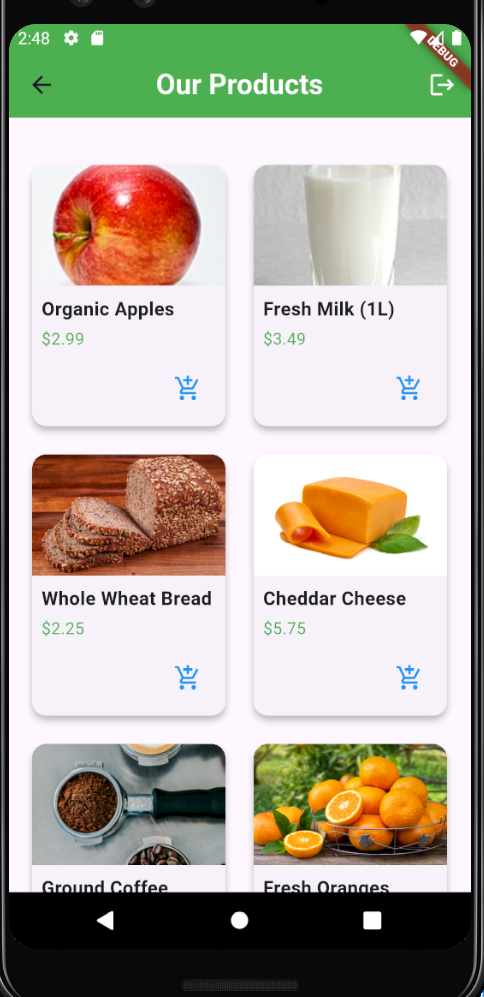 2:48
DEBUG
Our Products
Organic Apples
$2.99
Fresh Milk (1L)
$3.49
Whole Wheat Bread
$2.25
Cheddar Cheese
$5.75
Ground Coffee
Fresh Oranges